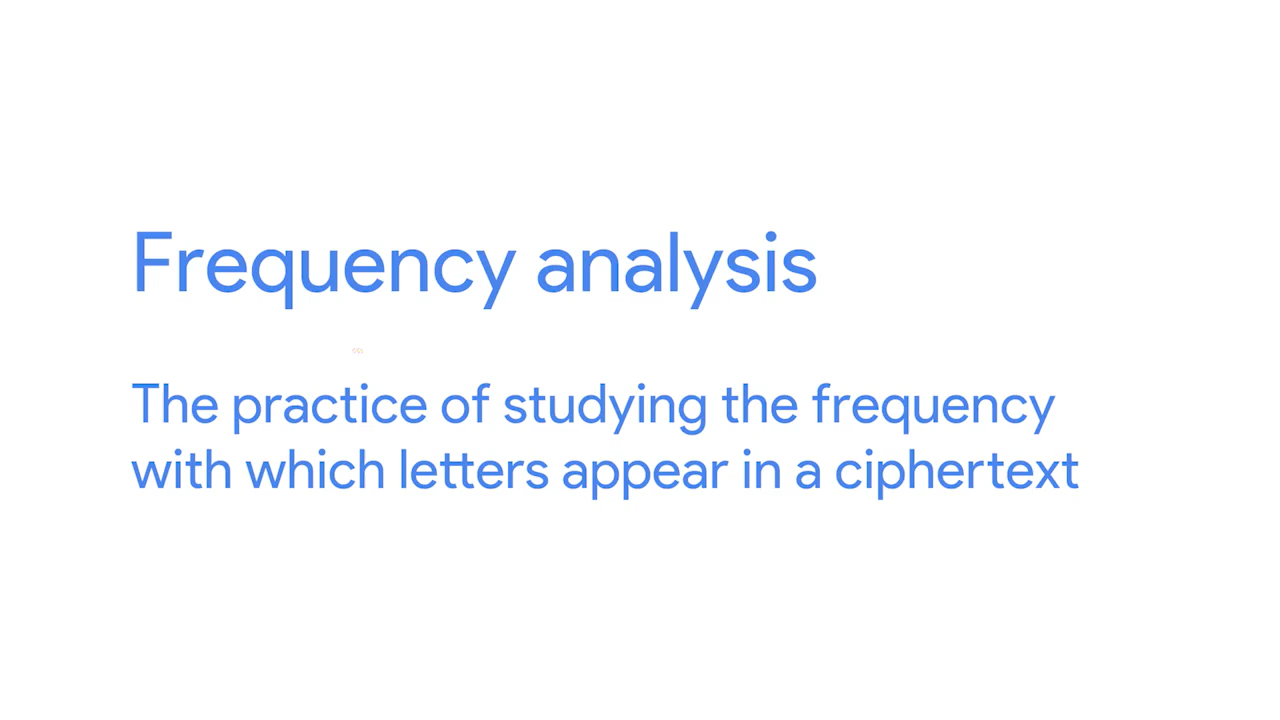 Frequency analysis
The practice of studying the frequency
with which letters appear in a ciphertext